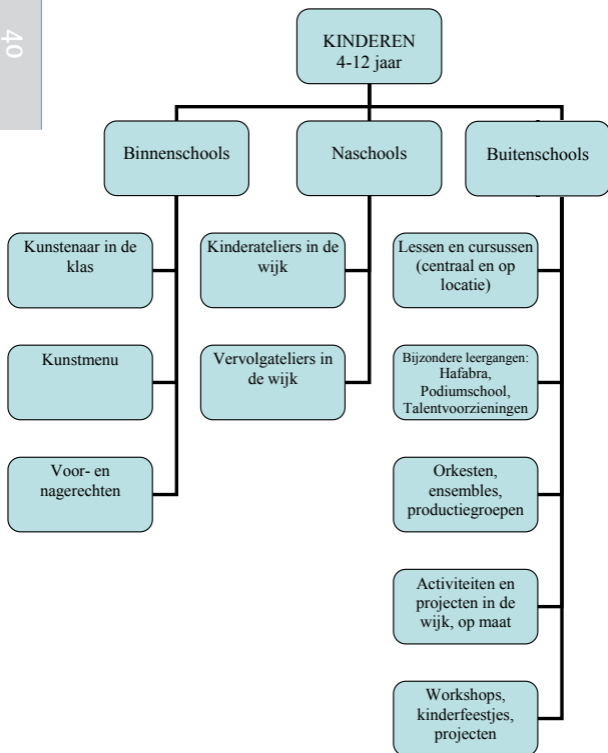 40
KINDEREN
4-12 jaar
Binnenschools
Naschools
Buitenschools
Kunstenaar in de
klas
Kinderateliers in de
wijk
Lessen en cursussen
(centraal en op
locatie)
Kunstmenu
Vervolgateliers in
de wijk
Bijzondere leergangen:
Hafabra,
Podiumschool,
Talentvoorzieningen
Voor- en
nagerechten
Orkesten,
ensembles,
productiegroepen
Activiteiten en
projecten in de
wijk, op maat
Workshops,
kinderfeestjes,
projecten